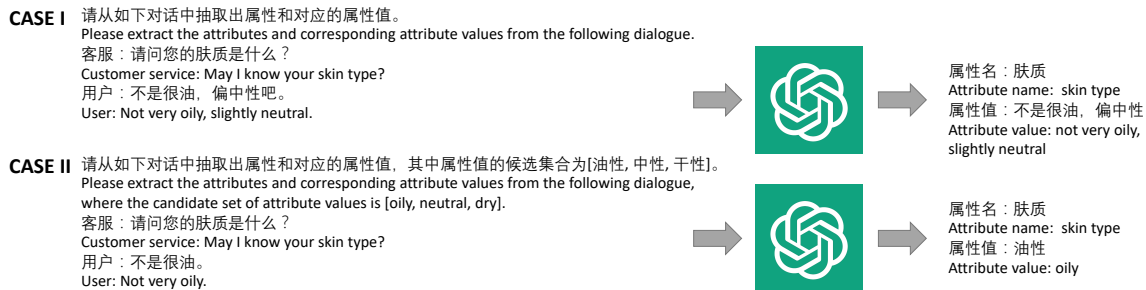 CASE I 请从如下对话中抽取出属性和对应的属性值。
Please extract the attributes and corresponding attribute values from the following dialogue.
客服：请问您的肤质是什么？
Customer service: May I know your skin type?
用户：不是很油，偏中性吧。
User: Not very oily, slightly neutral.
属性名：肤质
Attribute name: skin type
属性值：不是很油，偏中性
Attribute value: not very oily,
slightly neutral
CASE II 请从如下对话中抽取出属性和对应的属性值，其中属性值的候选集合为[油性, 中性, 干性]。
Please extract the attributes and corresponding attribute values from the following dialogue,
where the candidate set of attribute values is [oily, neutral, dry].
客服：请问您的肤质是什么？
Customer service: May I know your skin type?
用户：不是很油。
User: Not very oily.
属性名：肤质
Attribute name: skin type
属性值：油性
Attribute value: oily